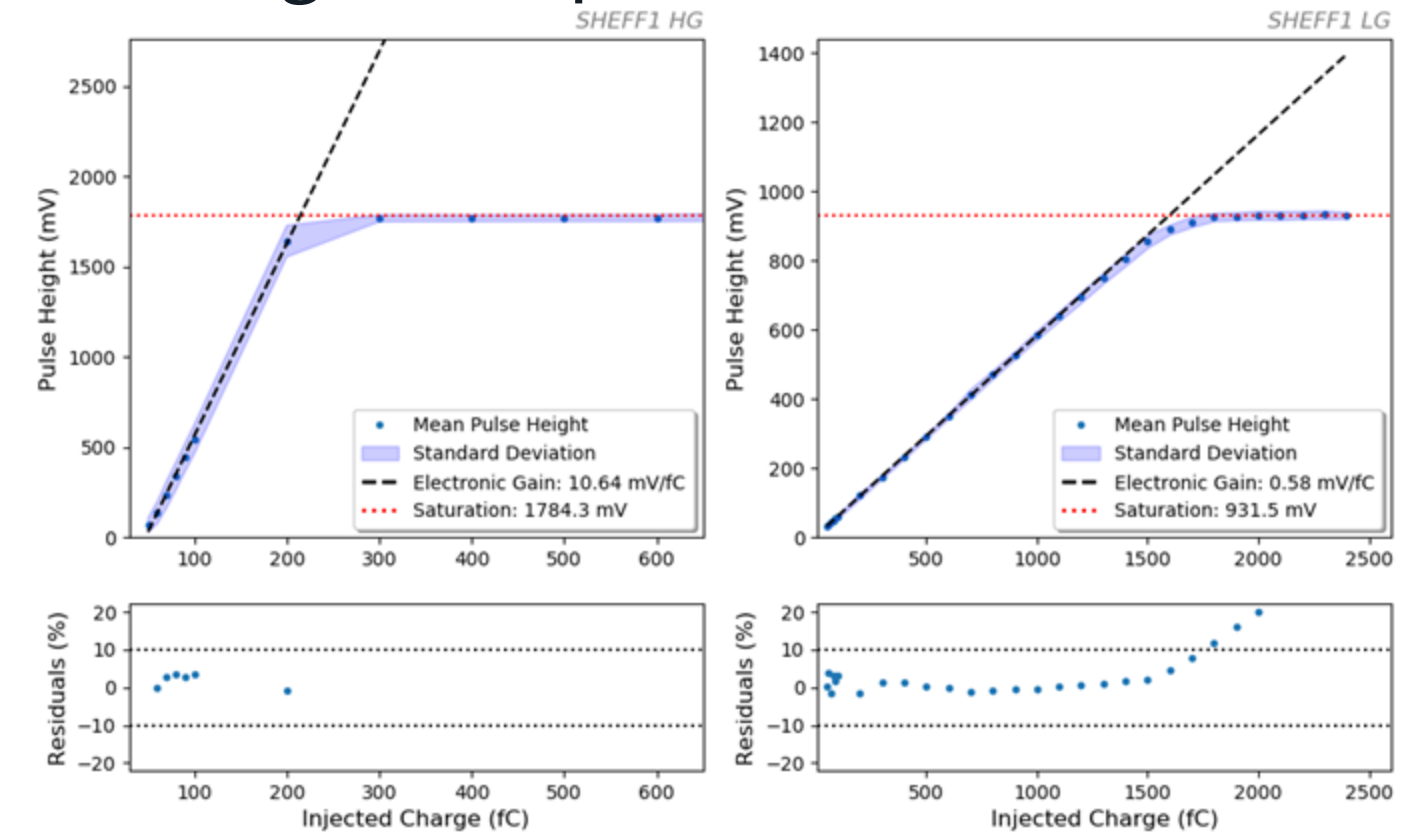 SHEFF1 HG
2500
2000
1500
1000
500
0
Pulse Height (mV)
Mean Pulse Height
Standard Deviation
Electronic Gain: 10.64 mV/fC
Saturation: 1784.3 mV
100 200 300 400 500 600
20
10
0
−10
−20
Residuals (%)
100 200 300 400 500 600
Injected Charge (fC)
SHEFF1 LG
1400
1200
1000
800
600
400
200
0
Pulse Height (mV)
Mean Pulse Height
Standard Deviation
Electronic Gain: 0.58 mV/fC
Saturation: 931.5 mV
500 1000 1500 2000 2500
20
10
0
−10
−20
Residuals (%)
500 1000 1500 2000 2500
Injected Charge (fC)